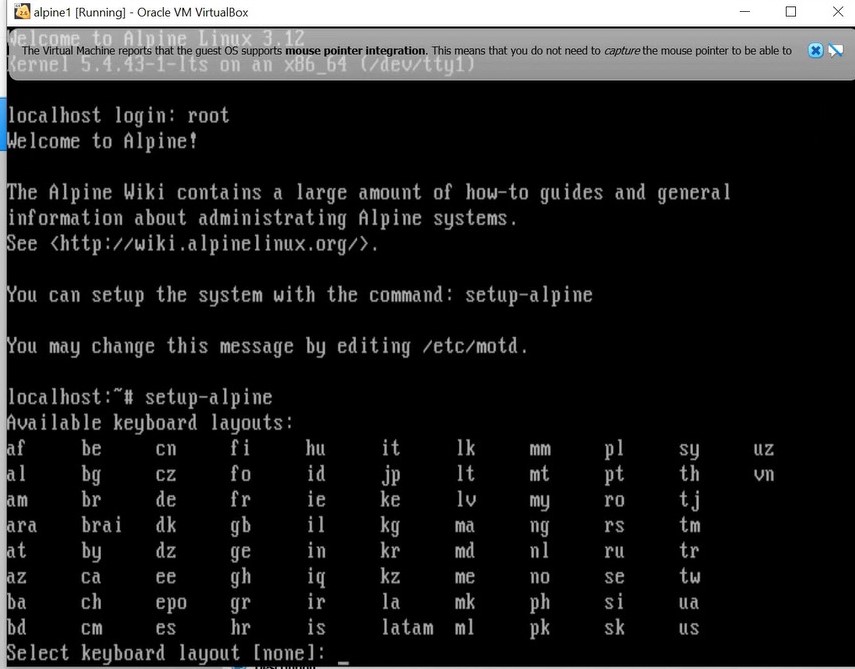 alpine1 [Running] - Oracle VM VirtualBox
Welcome to Alpine Linux 3.12
The Virtual Machine reports that the guest OS supports mouse pointer integration. This means that you do not need to capture the mouse pointer to be able to
Kernel 5.4.43-1-lts on an x86_64 (/dev/tty1)
localhost login: root
Welcome to Alpine!
The Alpine Wiki contains a large amount of how-to guides and general
information about administrating Alpine systems.
See <http://wiki.alpinelinux.org/>.
You can setup the system with the command: setup-alpine
You may change this message by editing /etc/motd.
localhost:~# setup-alpine
Available keyboard layouts:
af be cn fi hu it lk mm pl sy uz
al bg cz fo id jp lt mt pt th vn
am br de fr ie ke lv my ro tj
ara brai dk gb il kg ma ng rs tm
at by dz ge in kr md nl ru tr
az ca ee gh iq kz me no se tw
ba ch epo gr ir la mk ph si ua
bd cm es hr is latam ml pk sk us
Select keyboard layout [none]: _